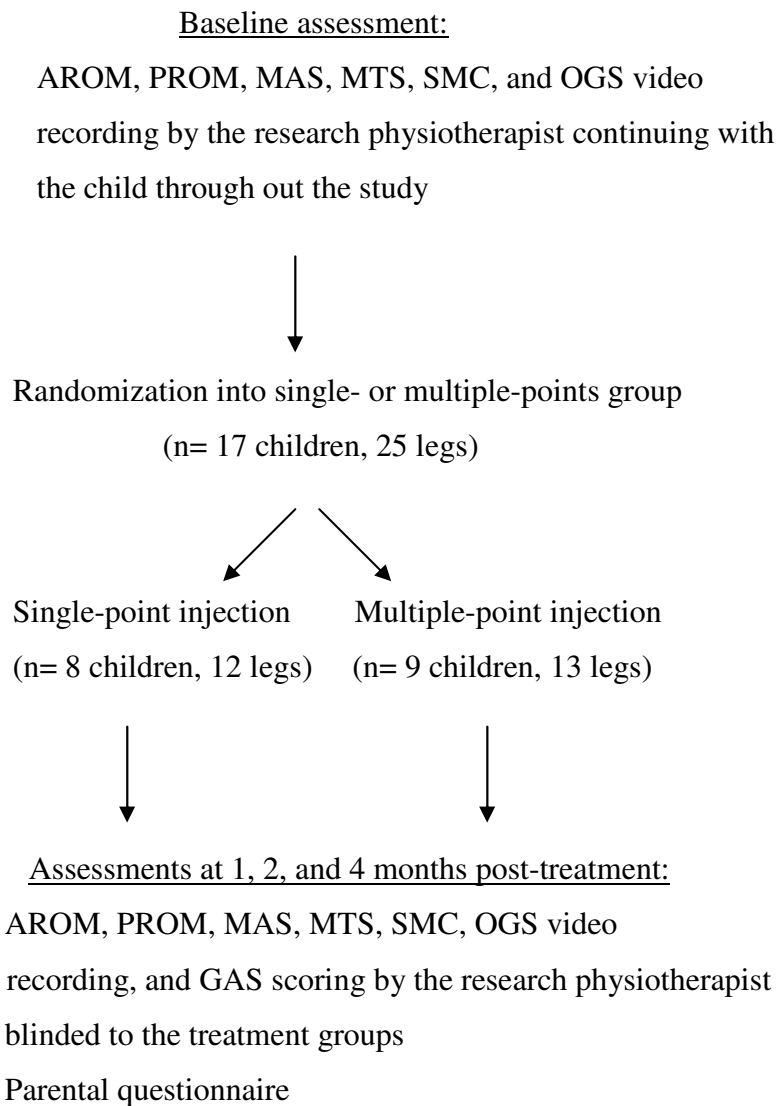 Baseline assessment:
AROM, PROM, MAS, MTS, SMC, and OGS video
recording by the research physiotherapist continuing with
the child through out the study
Randomization into single- or multiple-points group
(n= 17 children, 25 legs)
Single-point injection
Multiple-point injection
(n= 8 children, 12 legs)
(n= 9 children, 13 legs)
Assessments at 1, 2, and 4 months post-treatment:
AROM, PROM, MAS, MTS, SMC, OGS video
recording, and GAS scoring by the research physiotherapist
blinded to the treatment groups
Parental questionnaire